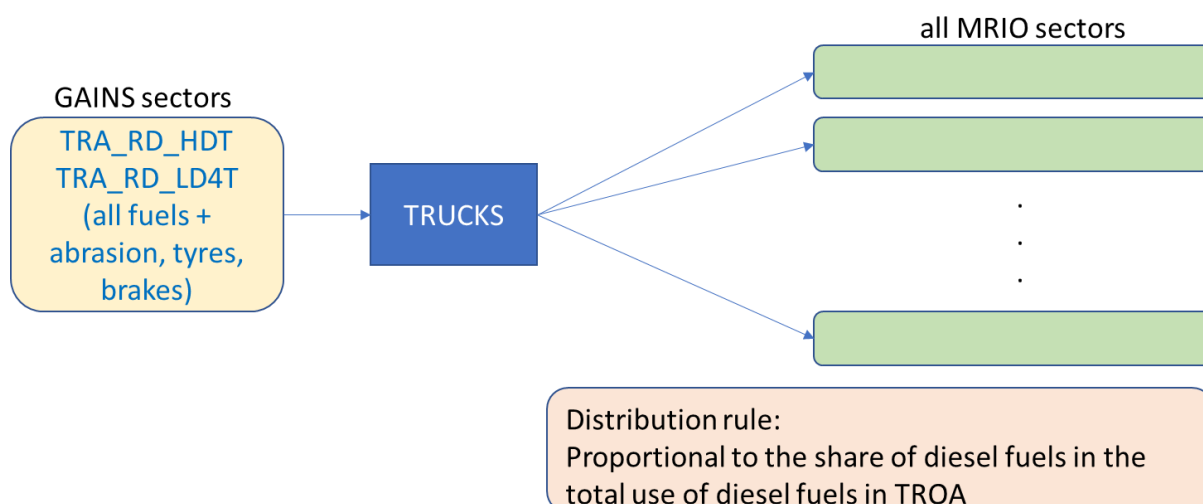 all MRIO sectors
GAINS sectors
TRA_RD_HDT
TRA_RD_LD4T
(all fuels +
abrasion, tyres,
brakes)
TRUCKS
.
.
.
Distribution rule:
Proportional to the share of diesel fuels in the
total use of diesel fuels in TROA